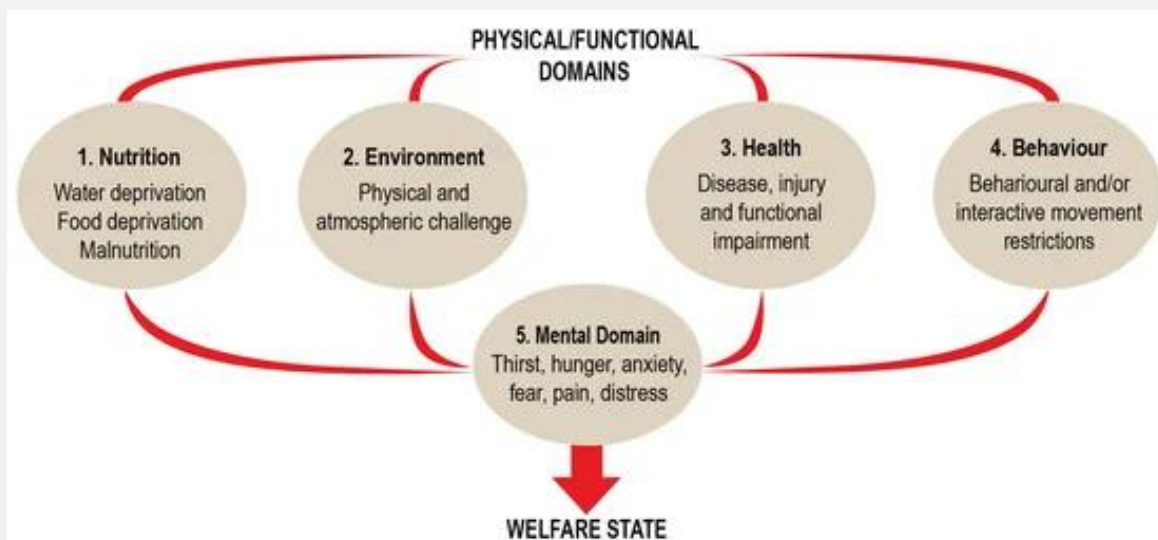 PHYSICAL/FUNCTIONAL
DOMAINS
1. Nutrition
Water deprivation
Food deprivation
Malnutrition
2. Environment
Physical and
atmospheric challenge
3. Health
Disease, injury
and functional
impairment
4. Behaviour
Beharioural and/or
interactive movement
restrictions
5. Mental Domain
Thirst, hunger, anxiety,
fear, pain, distress
WELFARE STATE